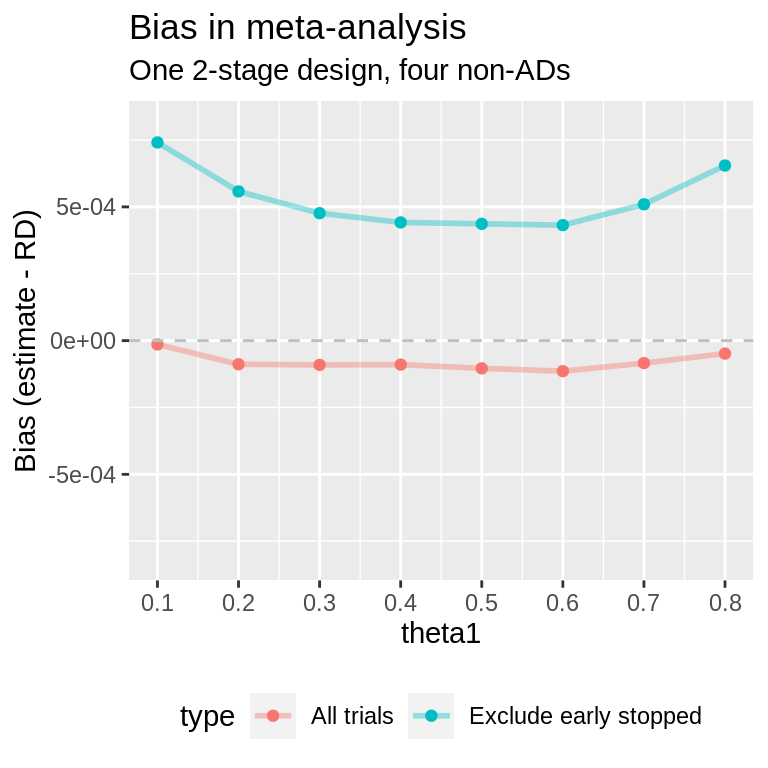 Bias in meta-analysis
One 2-stage design, four non-ADs
Bias (estimate - RD)
5e-04
0e+00
-5e-04
0.1 0.2 0.3 0.4 0.5 0.6 0.7 0.8
theta1
type All trials Exclude early stopped